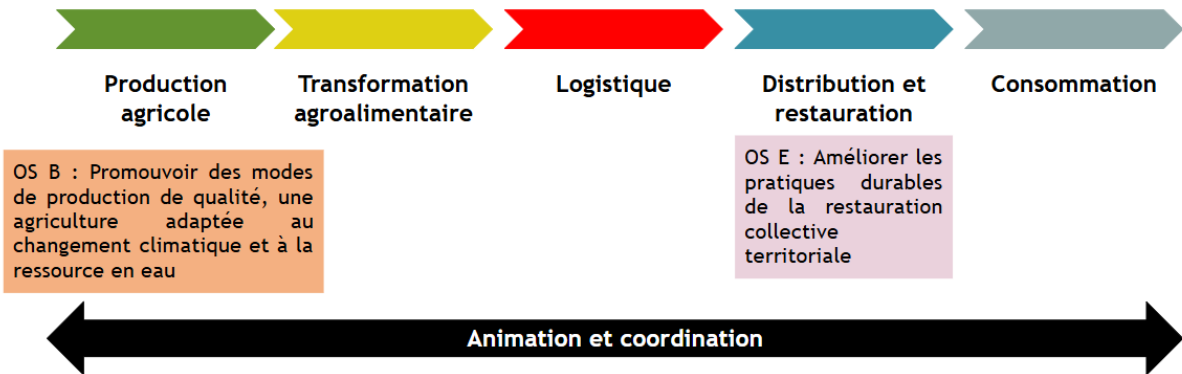 Production
agricole
Transformation
agroalimentaire
Logistique
Distribution et
restauration
Consommation
OS B : Promouvoir des modes
de production de qualité, une
agriculture adaptée au
changement climatique et à la
ressource en eau
OS E : Améliorer les
pratiques durables
de la restauration
collective
territoriale
Animation et coordination